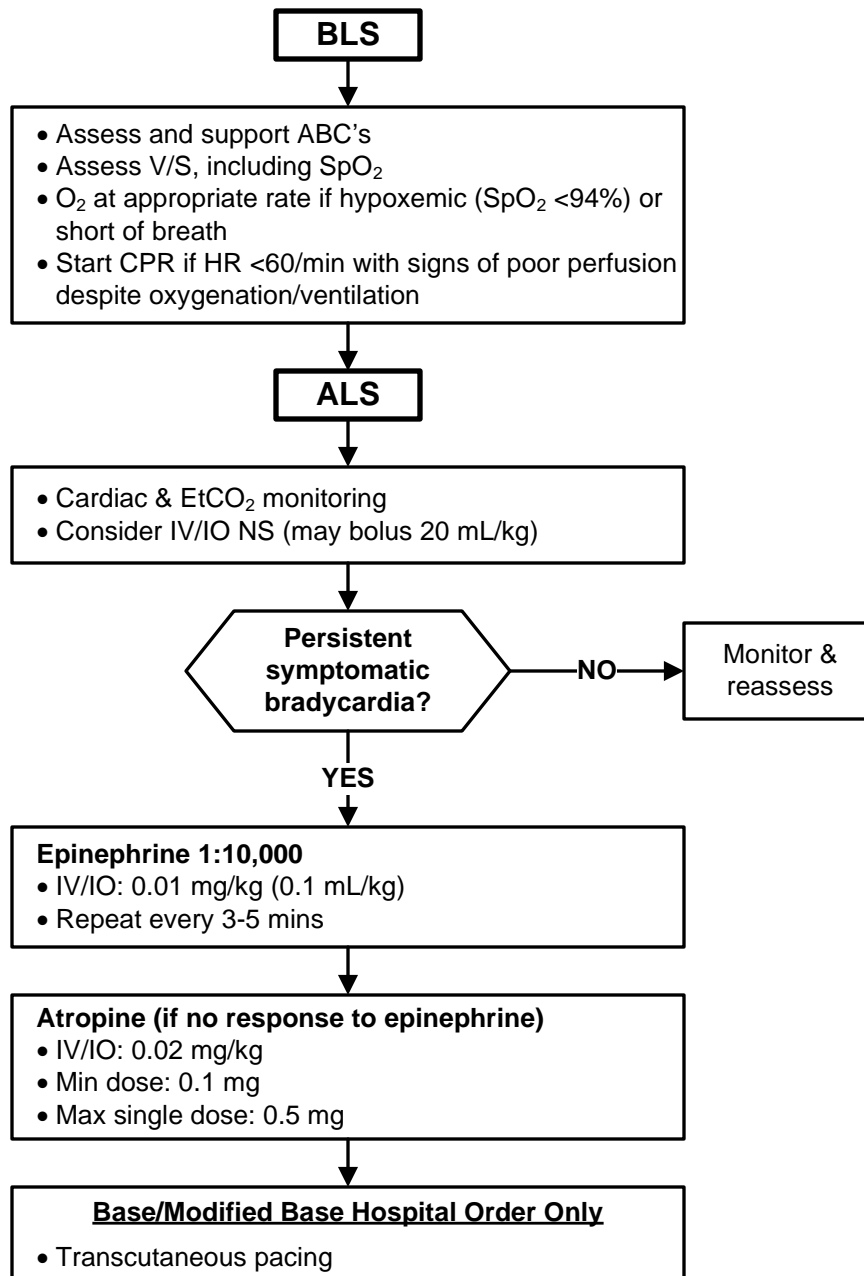 BLS
• Assess and support ABC’s
• Assess V/S, including SpO₂
• O₂ at appropriate rate if hypoxemic (SpO₂ <94%) or
short of breath
• Start CPR if HR <60/min with signs of poor perfusion
despite oxygenation/ventilation
ALS
• Cardiac & EtCO₂ monitoring
• Consider IV/IO NS (may bolus 20 mL/kg)
Persistent
symptomatic
bradycardia?
NO
Monitor &
reassess
YES
Epinephrine 1:10,000
• IV/IO: 0.01 mg/kg (0.1 mL/kg)
• Repeat every 3-5 mins
Atropine (if no response to epinephrine)
• IV/IO: 0.02 mg/kg
• Min dose: 0.1 mg
• Max single dose: 0.5 mg
Base/Modified Base Hospital Order Only
• Transcutaneous pacing